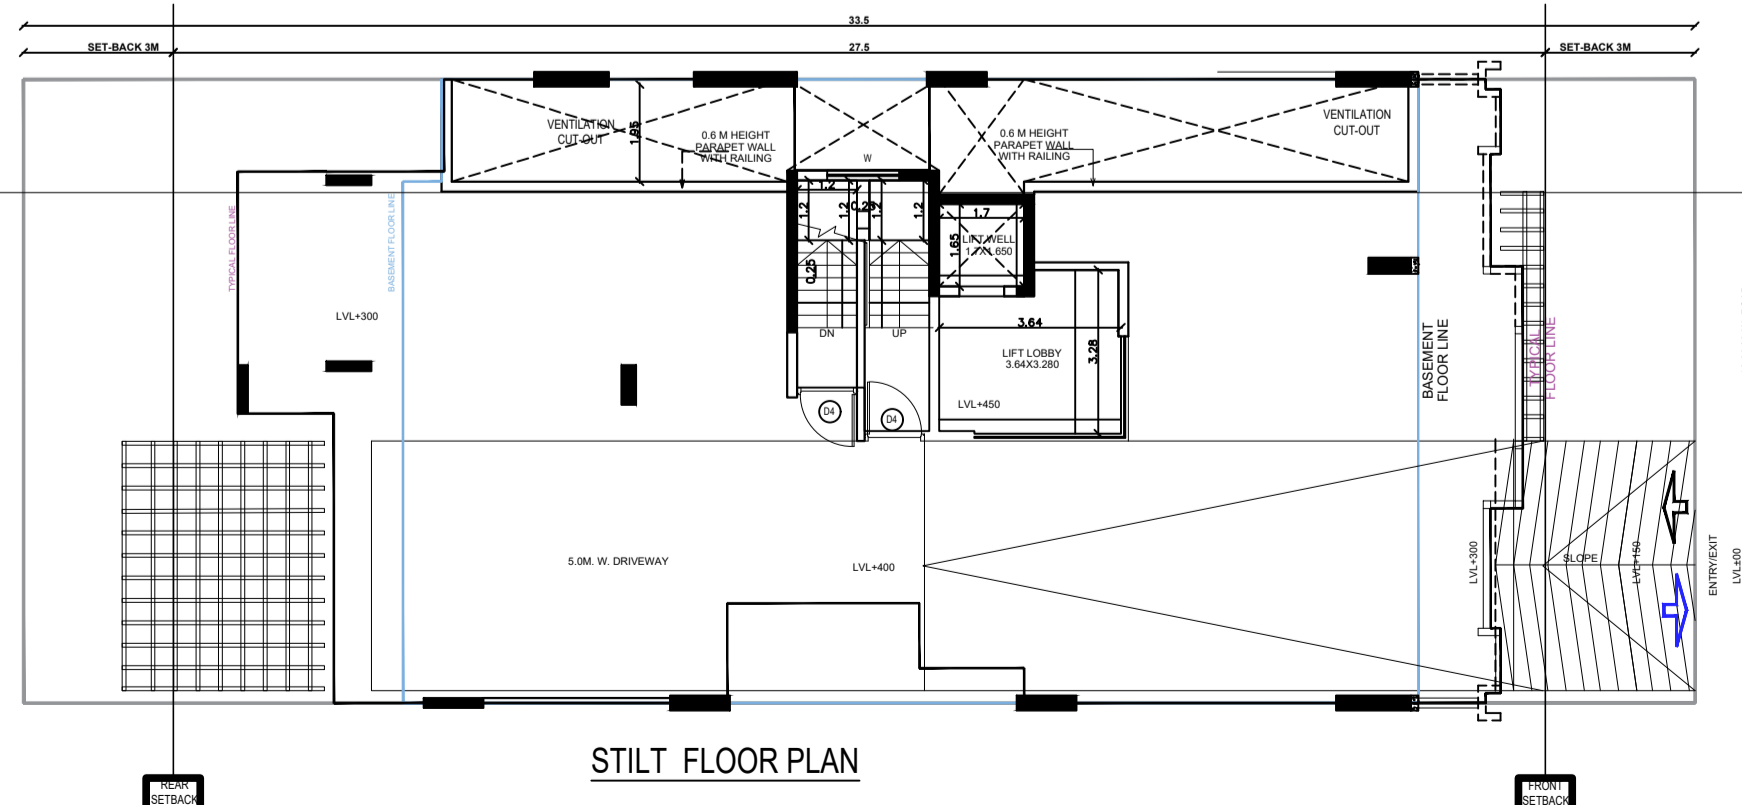 33.5
SET-BACK 3M
27.5
SET-BACK 3M
VENTILATION
CUT-OUT
1.95
0.6 M HEIGHT
PARAPET WALL
WITH RAILING
W
0.6 M HEIGHT
PARAPET WALL
WITH RAILING
VENTILATION
CUT-OUT
1.2
1.2
1.2
0.23
1.2
1.2
1.7
1.65
LIFT WELL
1.7X1.650
0.25
TYPICAL FLOOR LINE
BASEMENT FLOOR LINE
LVL+300
DN
UP
3.64
3.28
LIFT LOBBY
3.64X3.280
LVL+450
D4
D4
BASEMENT
FLOOR LINE
TYPICAL
FLOOR LINE
5.0M. W. DRIVEWAY
LVL+400
LVL+300
SLOPE
LVL+150
ENTRY/EXIT
LVL±00
STILT FLOOR PLAN
REAR
SETBACK
FRONT
SETBACK